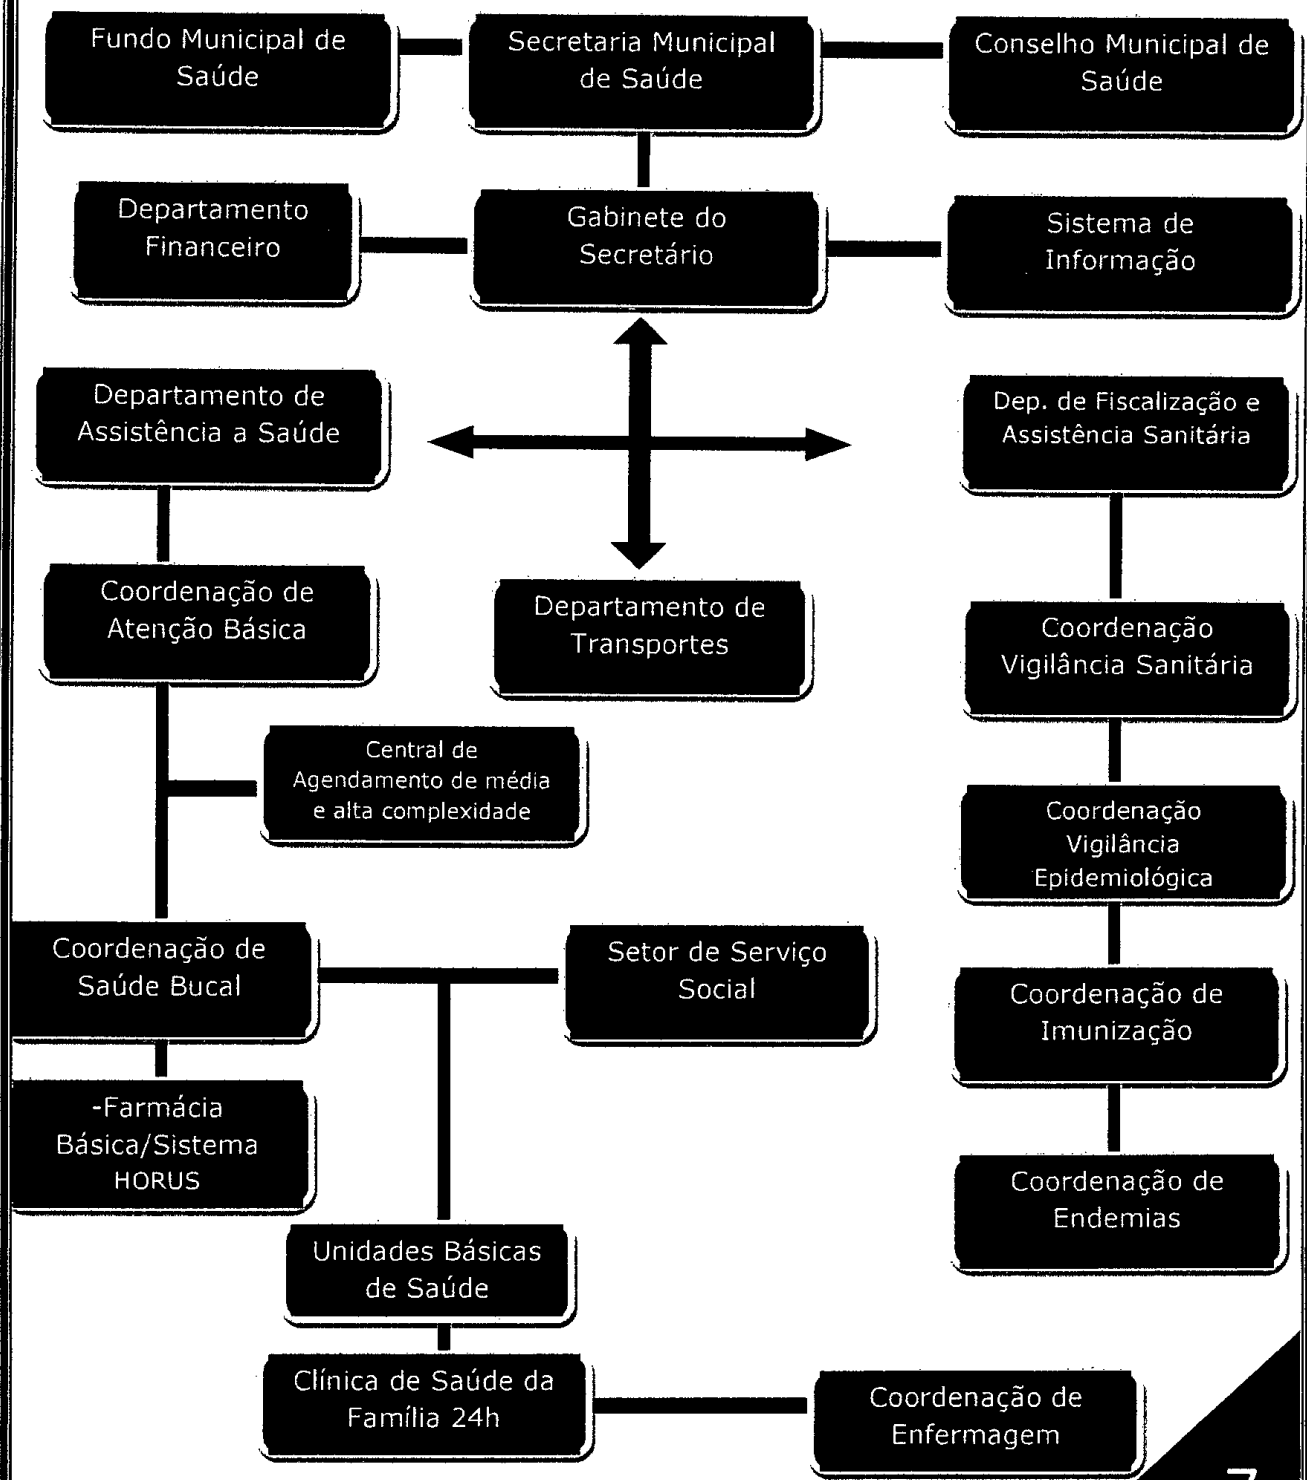 Fundo Municipal de
Saúde
Secretaria Municipal
de Saúde
Conselho Municipal de
Saúde
Departamento
Financeiro
Gabinete do
Secretário
Sistema de
Informação
Departamento de
Assistência a Saúde
Dep. de Fiscalização e
Assistência Sanitária
Coordenação de
Atenção Básica
Departamento de
Transportes
Coordenação
Vigilância Sanitária
Central de
Agendamento de média
e alta complexidade
Coordenação
Vigilância
Epidemiológica
Coordenação de
Saúde Bucal
Setor de Serviço
Social
Coordenação de
Imunização
-Farmácia
Básica/Sistema
HORUS
Coordenação de
Endemias
Unidades Básicas
de Saúde
Clínica de Saúde da
Família 24h
Coordenação de
Enfermagem
7